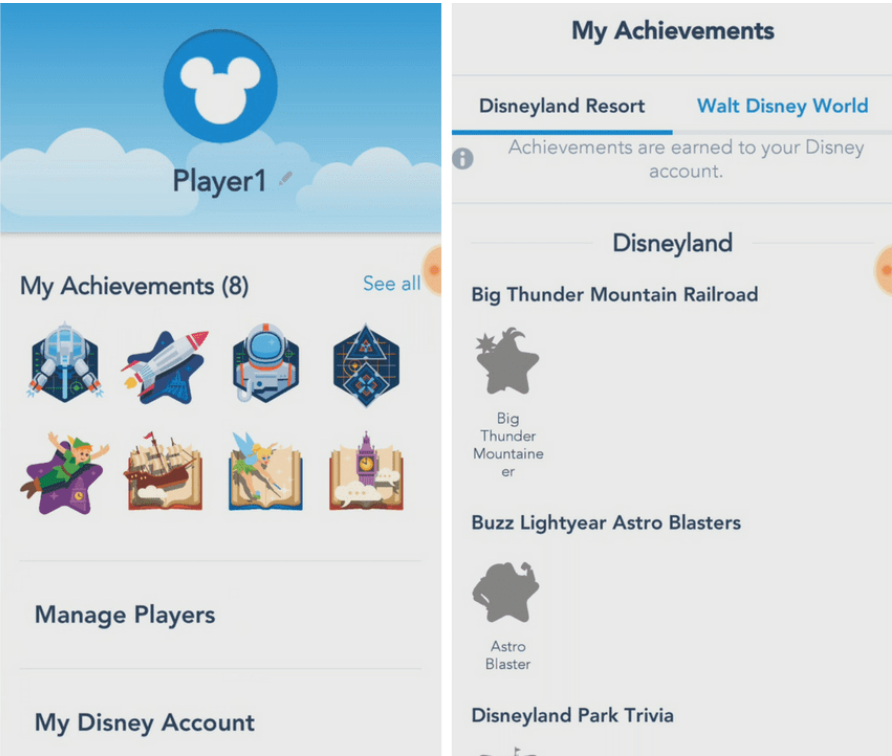 Player1
My Achievements (8)
See all
Manage Players
My Disney Account
My Achievements
Disneyland Resort
Walt Disney World
Achievements are earned to your Disney
account.
Disneyland
Big Thunder Mountain Railroad
Big
Thunder
Mountaine
er
Buzz Lightyear Astro Blasters
Astro
Blaster
Disneyland Park Trivia